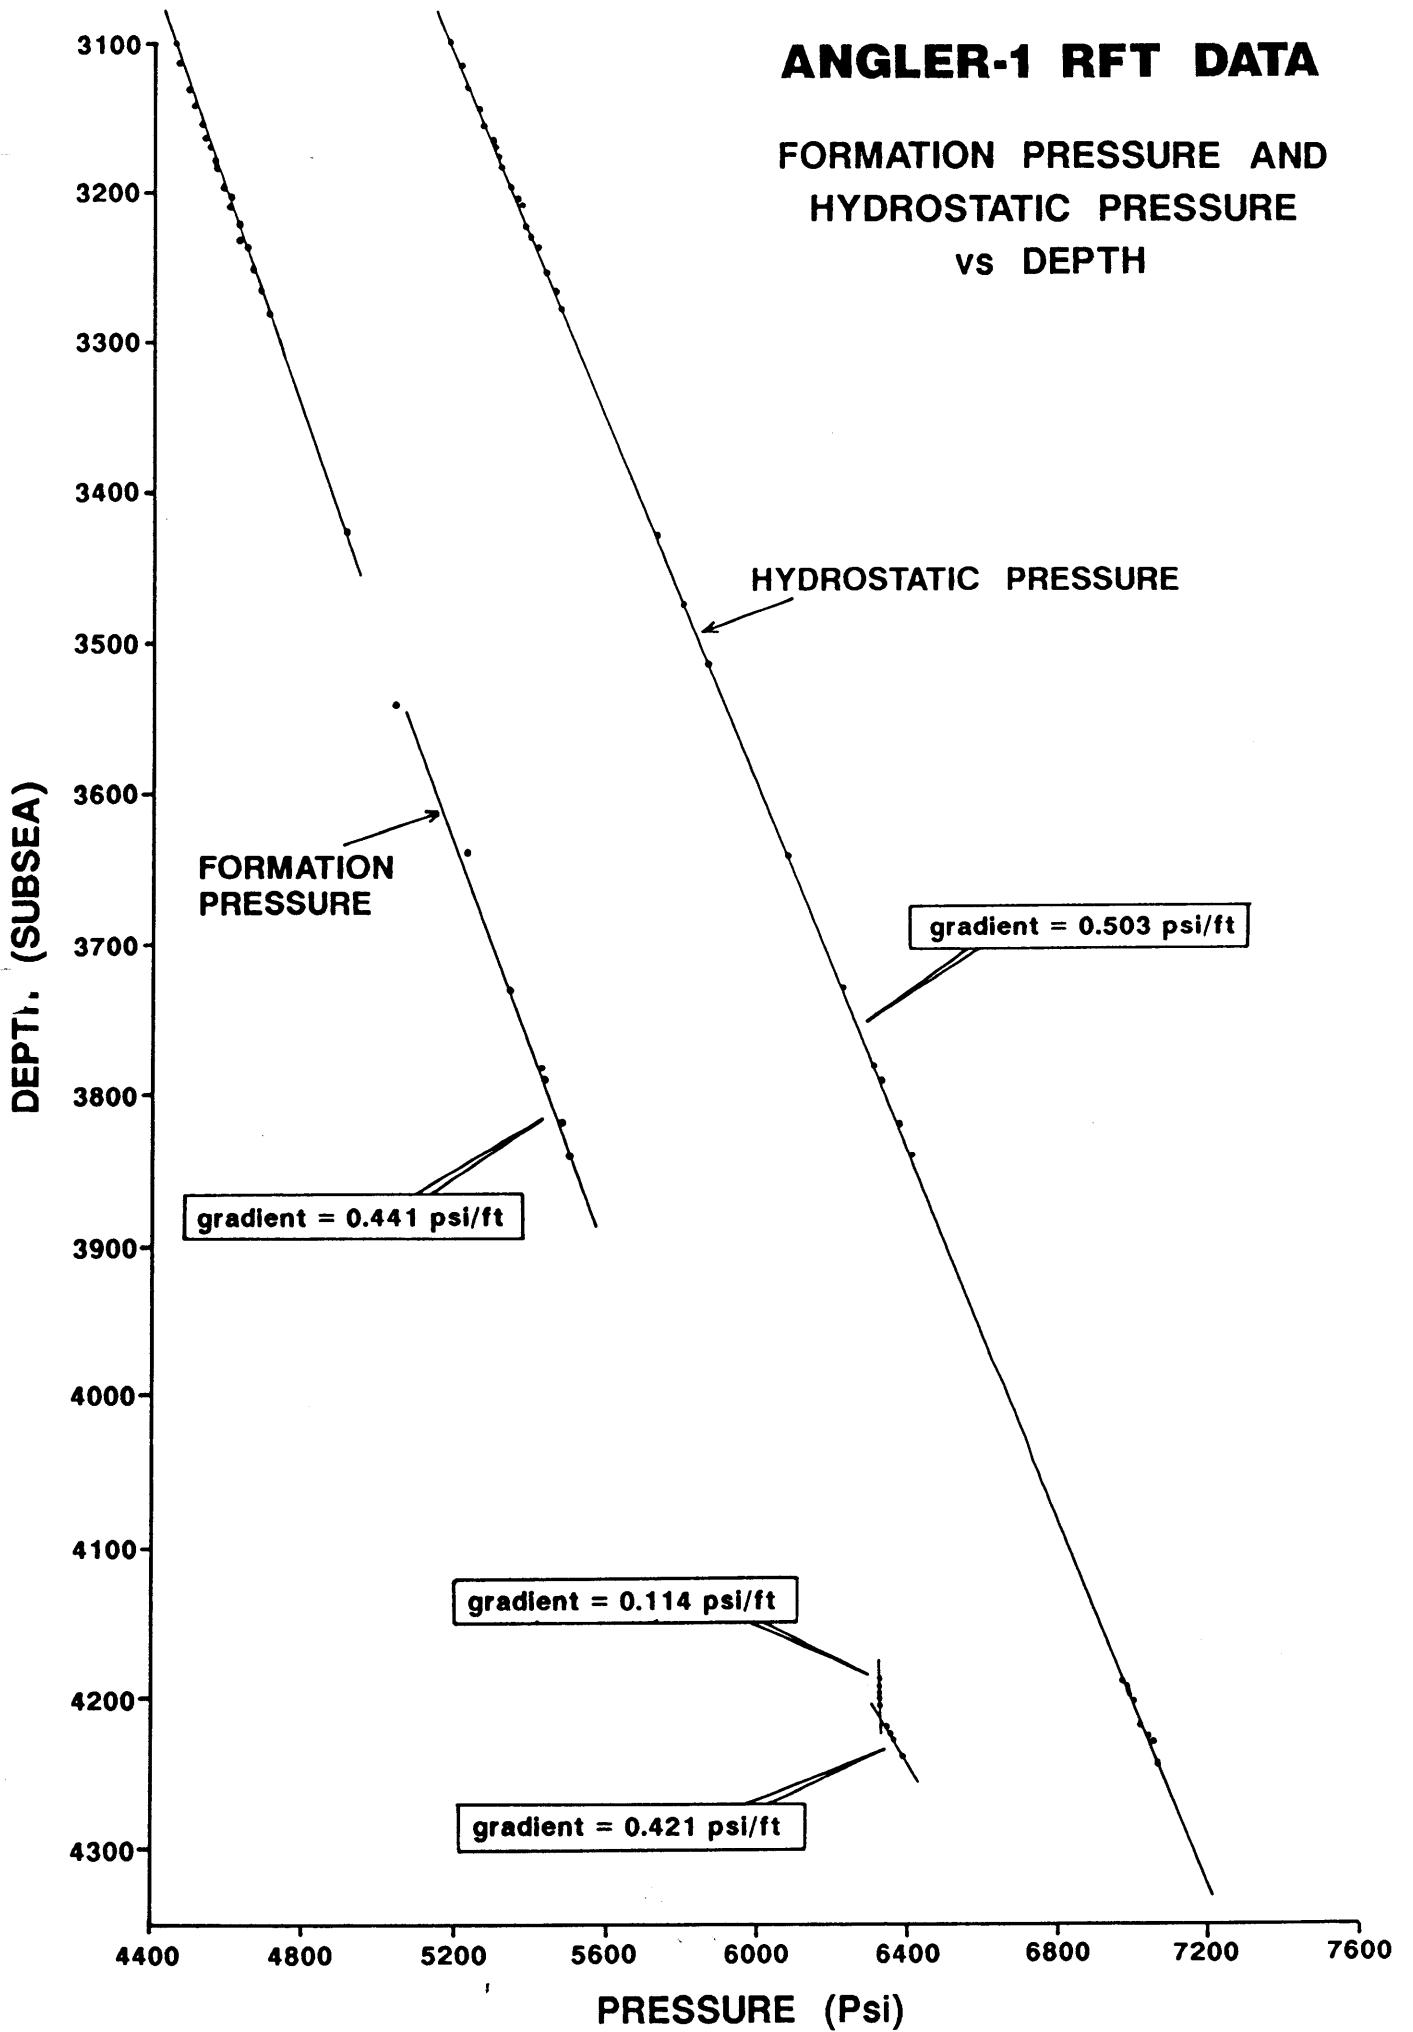 ANGLER-1 RFT DATA
FORMATION PRESSURE AND
HYDROSTATIC PRESSURE
vs DEPTH
3100
3200
3300
3400
3500
3600
3700
3800
3900
4000
4100
4200
4300
DEPTH (SUBSEA)
HYDROSTATIC PRESSURE
FORMATION
PRESSURE
gradient = 0.503 psi/ft
gradient = 0.441 psi/ft
gradient = 0.114 psi/ft
gradient = 0.421 psi/ft
4400 4800 5200 5600 6000 6400 6800 7200 7600
PRESSURE (Psi)